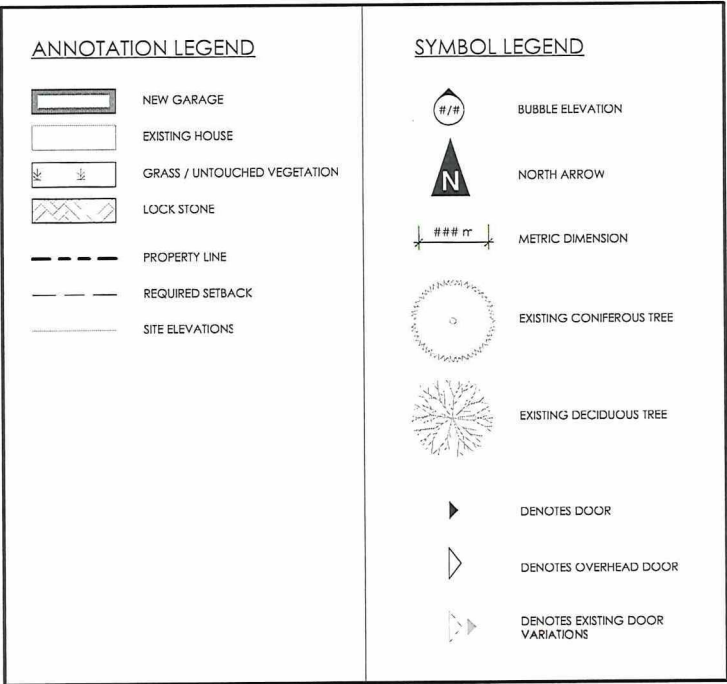 ANNOTATION LEGEND
NEW GARAGE
EXISTING HOUSE
GRASS / UNTOUCHED VEGETATION
LOCK STONE
PROPERTY LINE
REQUIRED SETBACK
SITE ELEVATIONS
SYMBOL LEGEND
#/#
BUBBLE ELEVATION
N
NORTH ARROW
### m
METRIC DIMENSION
EXISTING CONIFEROUS TREE
EXISTING DECIDUOUS TREE
DENOTES DOOR
DENOTES OVERHEAD DOOR
DENOTES EXISTING DOOR
VARIATIONS